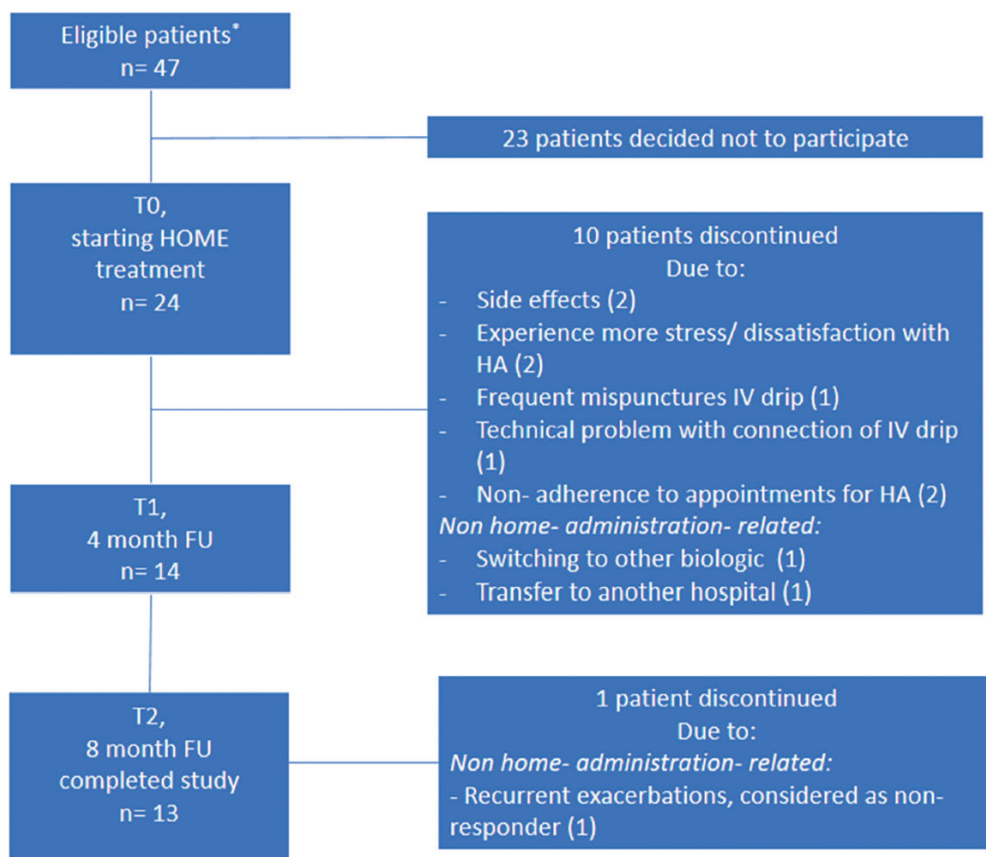 Eligible patients*
n= 47
23 patients decided not to participate
T0,
starting HOME
treatment
n= 24
10 patients discontinued
Due to:
- Side effects (2)
- Experience more stress/ dissatisfaction with
HA (2)
- Frequent mispunctures IV drip (1)
- Technical problem with connection of IV drip
(1)
- Non- adherence to appointments for HA (2)
Non home- administration- related:
- Switching to other biologic (1)
- Transfer to another hospital (1)
T1,
4 month FU
n= 14
T2,
8 month FU
completed study
n= 13
1 patient discontinued
Due to:
Non home- administration- related:
- Recurrent exacerbations, considered as non-
responder (1)